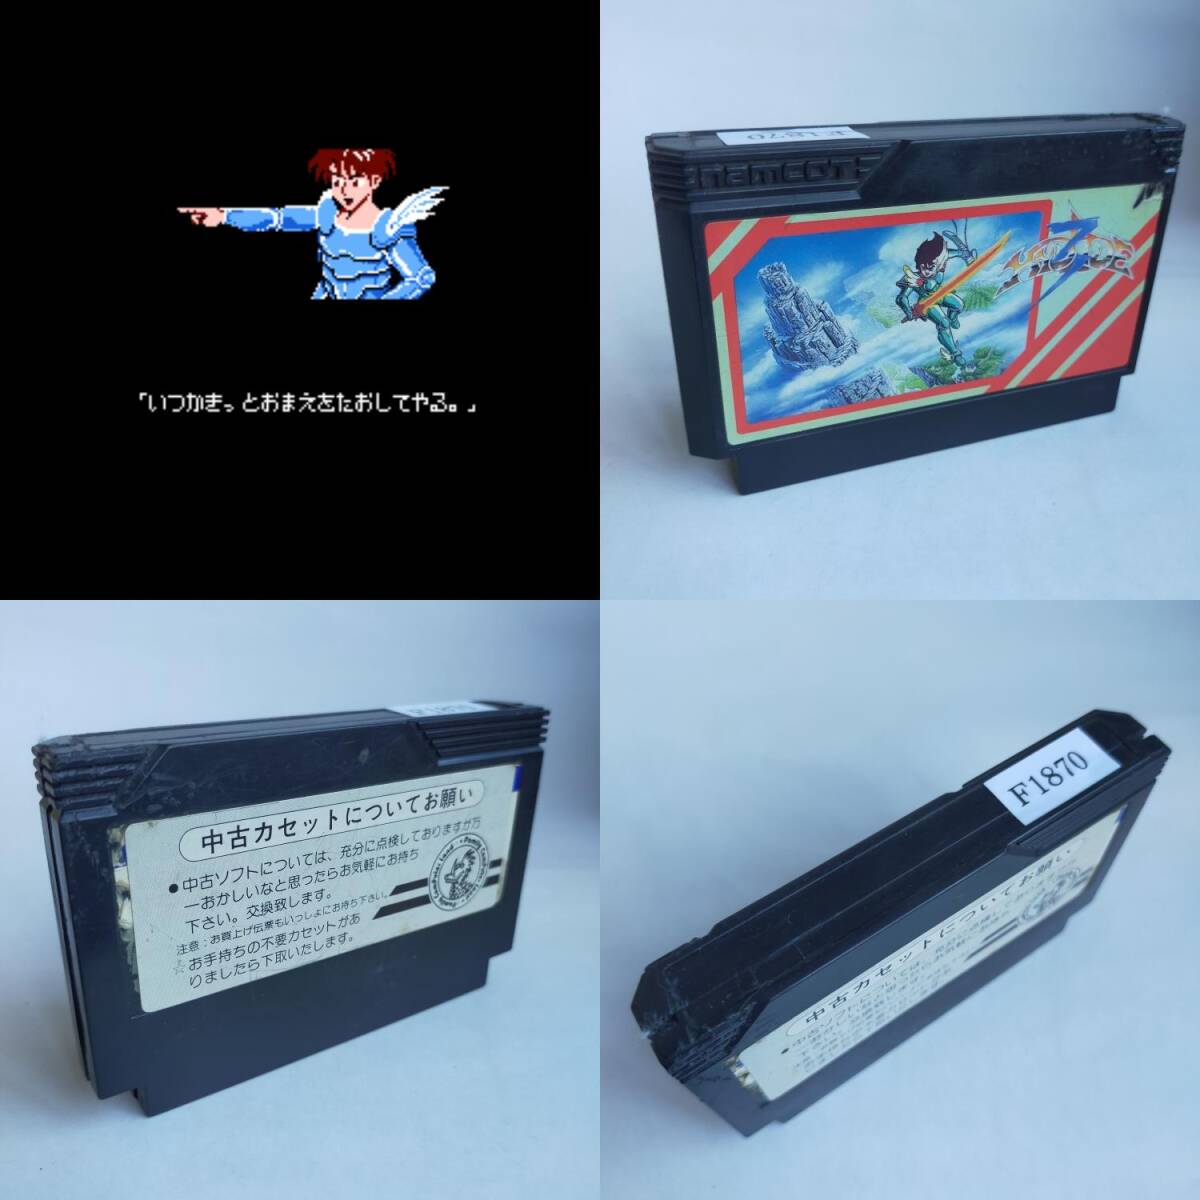 「いつかきっとおまえをたおしてやる。」
F1870
namcot
HYDLIDE
3
F1870
中古カセットについてお願い
●中古ソフトについては、充分に点検しておりますが万
一おかしいなと思ったらお気軽にお持ち
下さい。交換致します。
注意：お買上げ伝票もいっしょにお持ち下さい。
☆お手持ちの不要カセットがあ
りましたら下取いたします。
F1870
中古カセットについてお願い